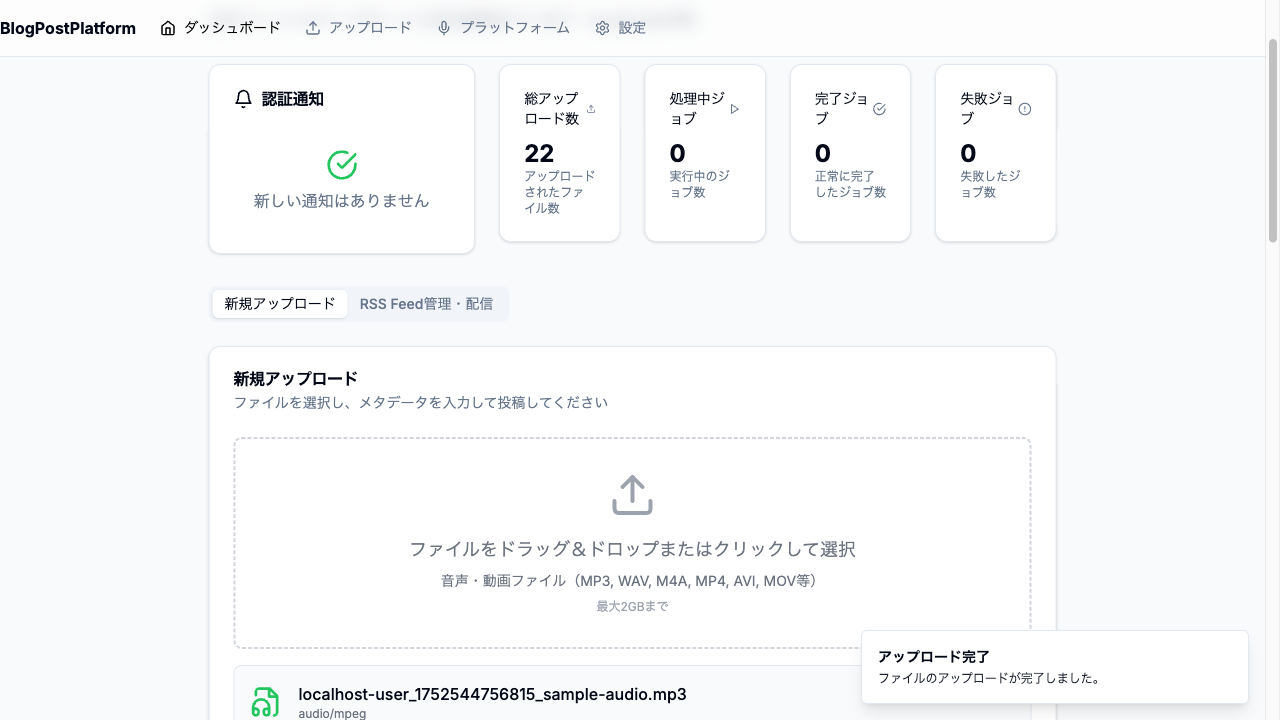 BlogPostPlatform
ダッシュボード
アップロード
プラットフォーム
設定
認証通知
新しい通知はありません
総アップ
ロード数
22
アップロード
されたファ
イル数
処理中ジ
ョブ
0
実行中のジ
ョブ数
完了ジョ
ブ
0
正常に完了
したジョブ数
失敗ジョ
ブ
0
失敗したジ
ョブ数
新規アップロード
RSS Feed管理・配信
新規アップロード
ファイルを選択し、メタデータを入力して投稿してください
ファイルをドラッグ＆ドロップまたはクリックして選択
音声・動画ファイル（MP3, WAV, M4A, MP4, AVI, MOV等）
最大2GBまで
localhost-user_1752544756815_sample-audio.mp3
audio/mpeg
アップロード完了
ファイルのアップロードが完了しました。